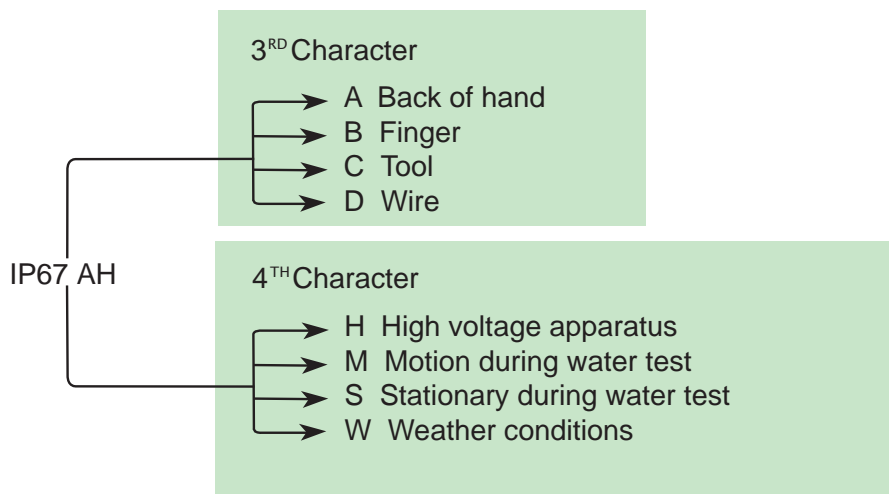 3RD Character
A Back of hand
B Finger
C Tool
D Wire
IP67 AH
4TH Character
H High voltage apparatus
M Motion during water test
S Stationary during water test
W Weather conditions